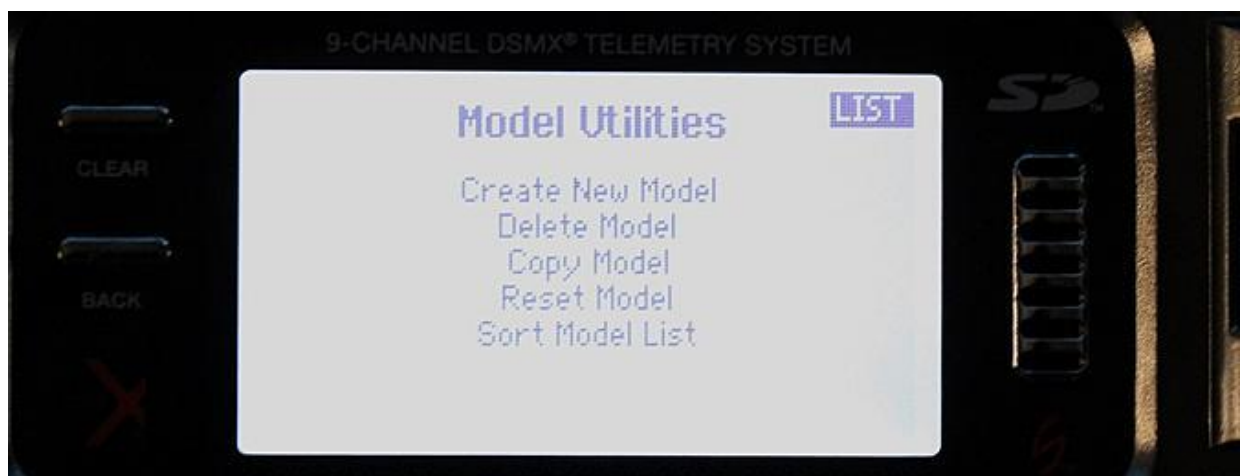 9-CHANNEL DSMX® TELEMETRY SYSTEM
Model Utilities
LIST
CLEAR
BACK
Create New Model
Delete Model
Copy Model
Reset Model
Sort Model List
SD